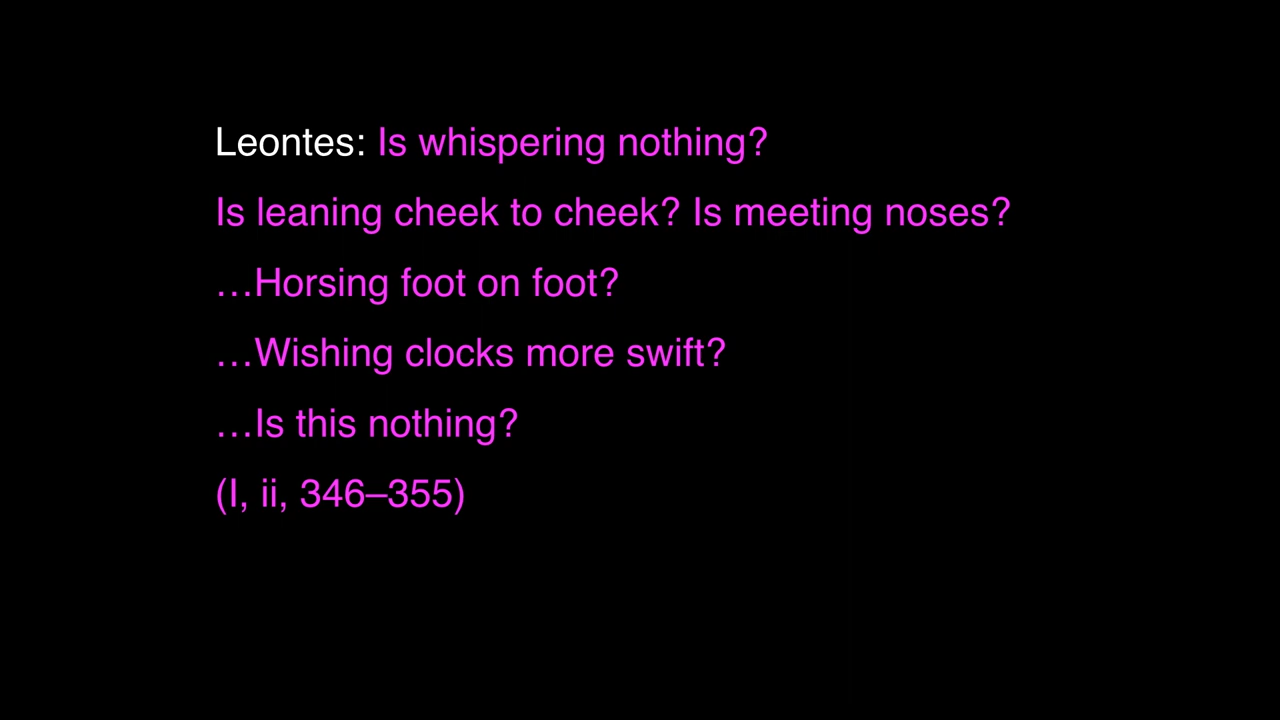 Leontes: Is whispering nothing?
Is leaning cheek to cheek? Is meeting noses?
…Horsing foot on foot?
…Wishing clocks more swift?
…Is this nothing?
(I, ii, 346–355)